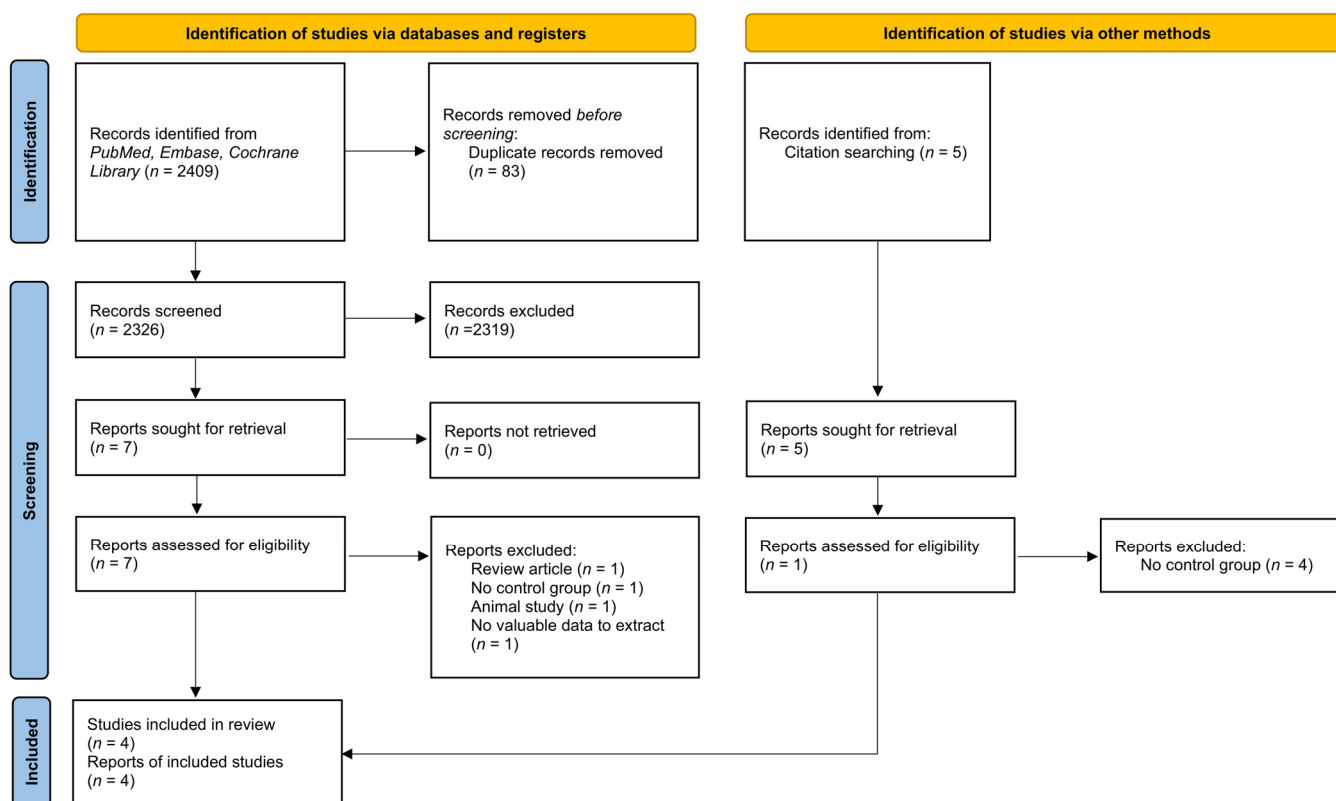 Identification of studies via databases and registers
Identification of studies via other methods
Identification
Records identified from
PubMed, Embase, Cochrane
Library (n = 2409)
Records removed before
screening:
Duplicate records removed
(n = 83)
Records identified from:
Citation searching (n = 5)
Screening
Records screened
(n = 2326)
Records excluded
(n =2319)
Reports sought for retrieval
(n = 7)
Reports not retrieved
(n = 0)
Reports sought for retrieval
(n = 5)
Reports assessed for eligibility
(n = 7)
Reports excluded:
Review article (n = 1)
No control group (n = 1)
Animal study (n = 1)
No valuable data to extract
(n = 1)
Reports assessed for eligibility
(n = 1)
Reports excluded:
No control group (n = 4)
Included
Studies included in review
(n = 4)
Reports of included studies
(n = 4)